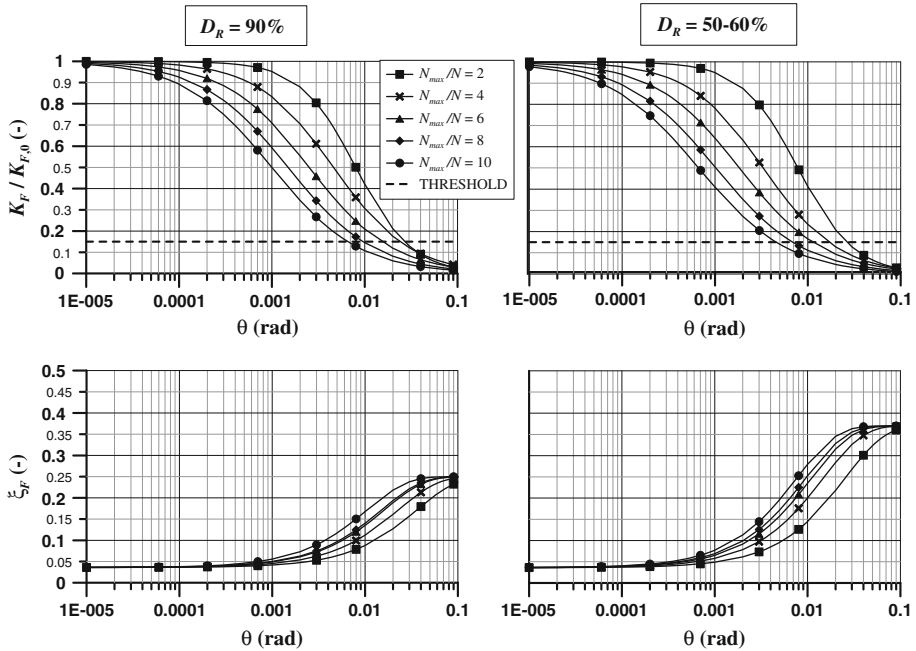 D_R = 90%
D_R = 50-60%
K_F / K_F,0 (-)
1
0.9
0.8
0.7
0.6
0.5
0.4
0.3
0.2
0.1
0
N_max/N = 2
N_max/N = 4
N_max/N = 6
N_max/N = 8
N_max/N = 10
THRESHOLD
1E-005 0.0001 0.001 0.01 0.1
θ (rad)
1E-005 0.0001 0.001 0.01 0.1
θ (rad)
ξ_F (-)
0.5
0.45
0.4
0.35
0.3
0.25
0.2
0.15
0.1
0.05
0
1E-005 0.0001 0.001 0.01 0.1
θ (rad)
1E-005 0.0001 0.001 0.01 0.1
θ (rad)